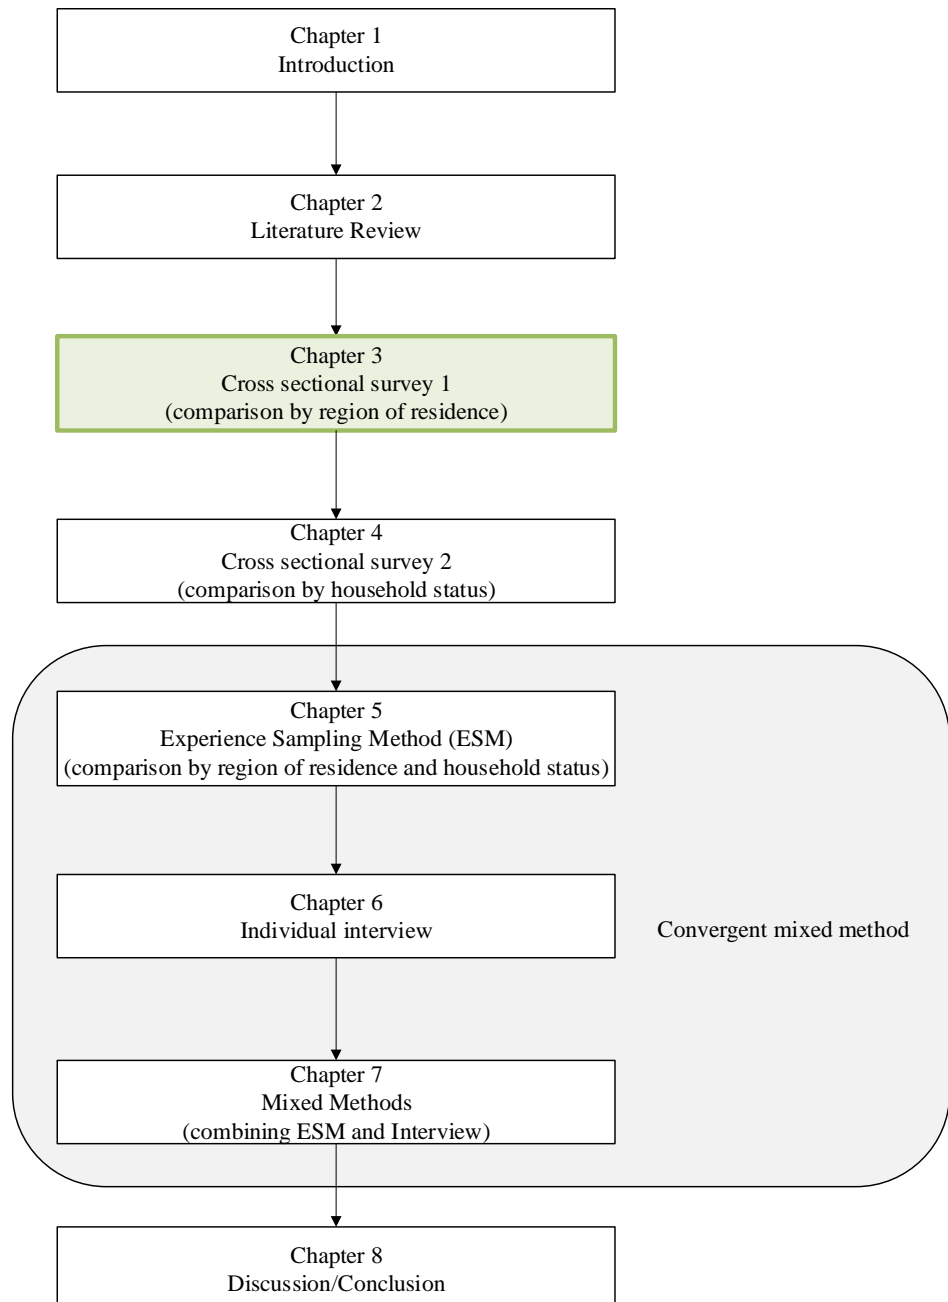 Chapter 1
Introduction
Chapter 2
Literature Review
Chapter 3
Cross sectional survey 1
(comparison by region of residence)
Chapter 4
Cross sectional survey 2
(comparison by household status)
Chapter 5
Experience Sampling Method (ESM)
(comparison by region of residence and household status)
Chapter 6
Individual interview
Convergent mixed method
Chapter 7
Mixed Methods
(combining ESM and Interview)
Chapter 8
Discussion/Conclusion